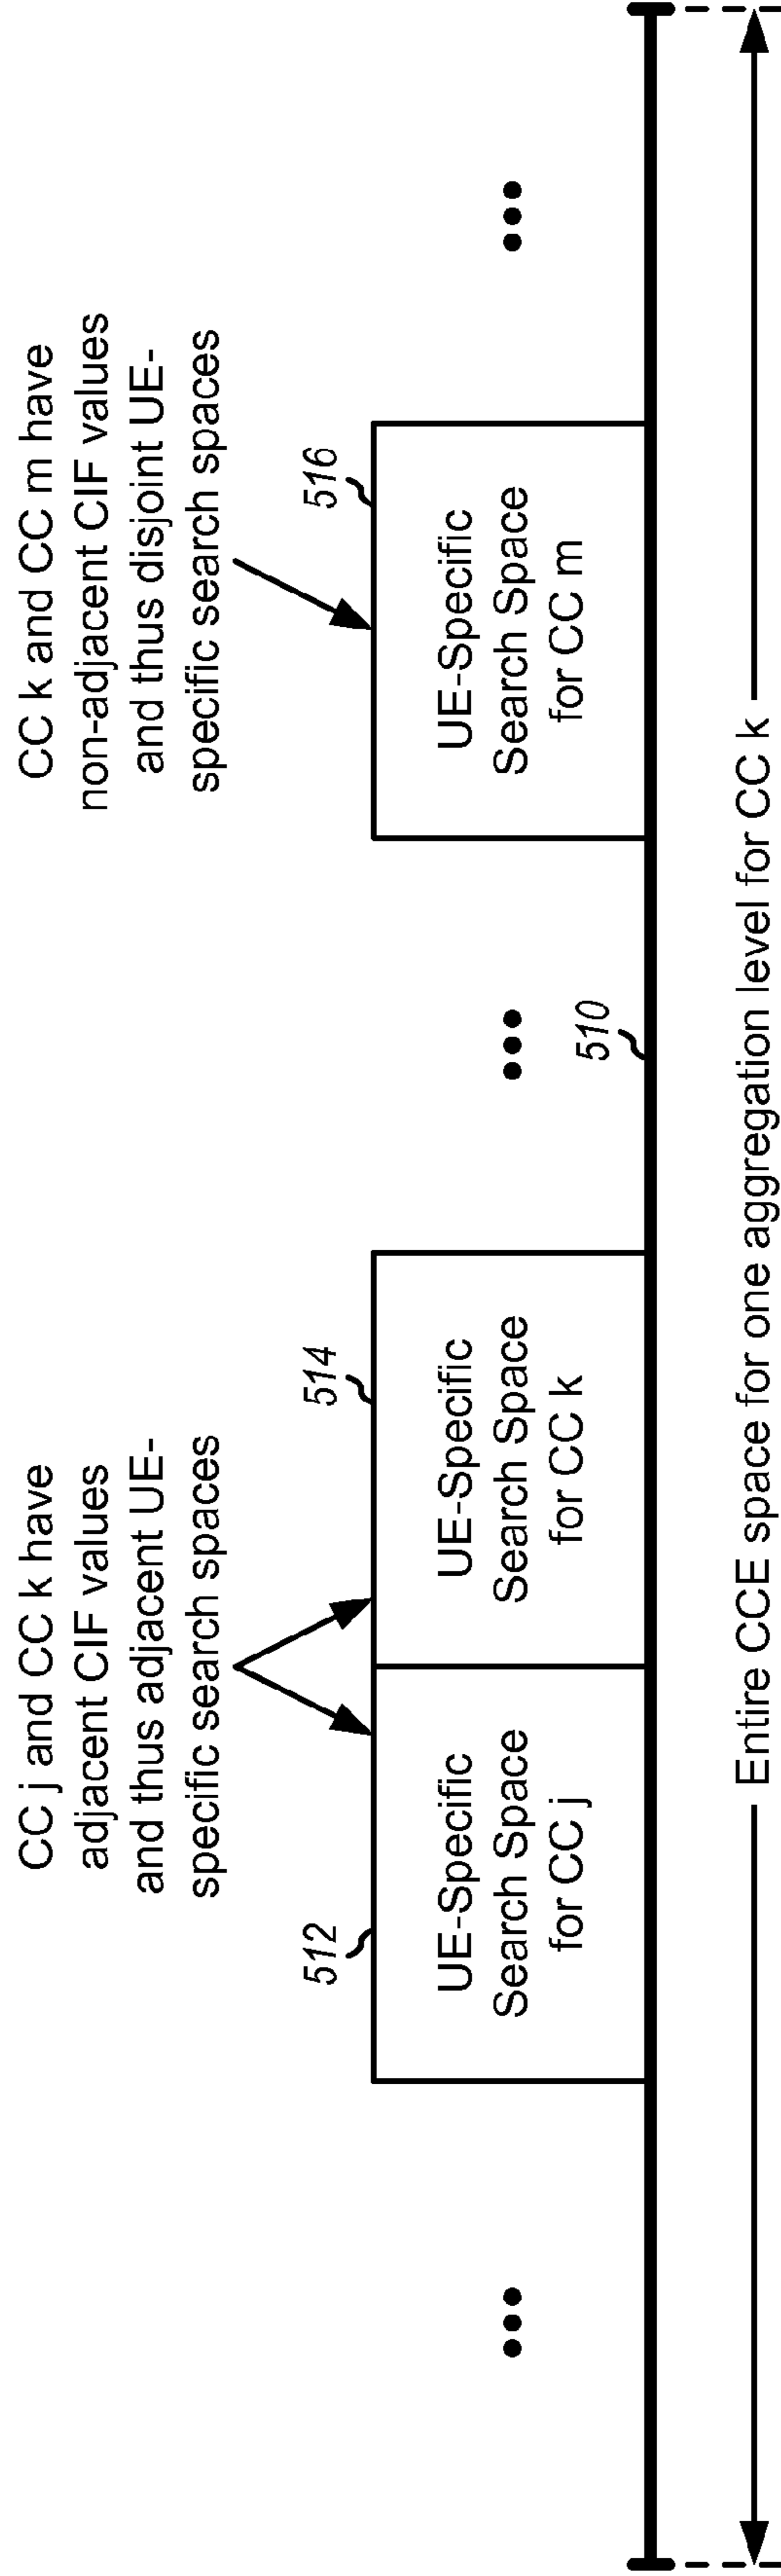 CC j and CC k have
adjacent CIF values
and thus adjacent UE-
specific search spaces
CC k and CC m have
non-adjacent CIF values
and thus disjoint UE-
specific search spaces
512
514
516
UE-Specific
Search Space
for CC j
UE-Specific
Search Space
for CC k
UE-Specific
Search Space
for CC m
510
Entire CCE space for one aggregation level for CC k